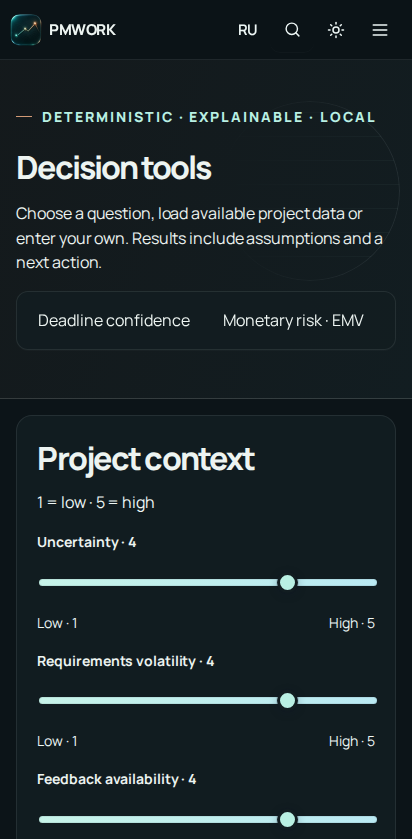 PMWORK
RU
DETERMINISTIC · EXPLAINABLE · LOCAL
Decision tools
Choose a question, load available project data or
enter your own. Results include assumptions and a
next action.
Deadline confidence
Monetary risk · EMV
Project context
1 = low · 5 = high
Uncertainty · 4
Low · 1
High · 5
Requirements volatility · 4
Low · 1
High · 5
Feedback availability · 4